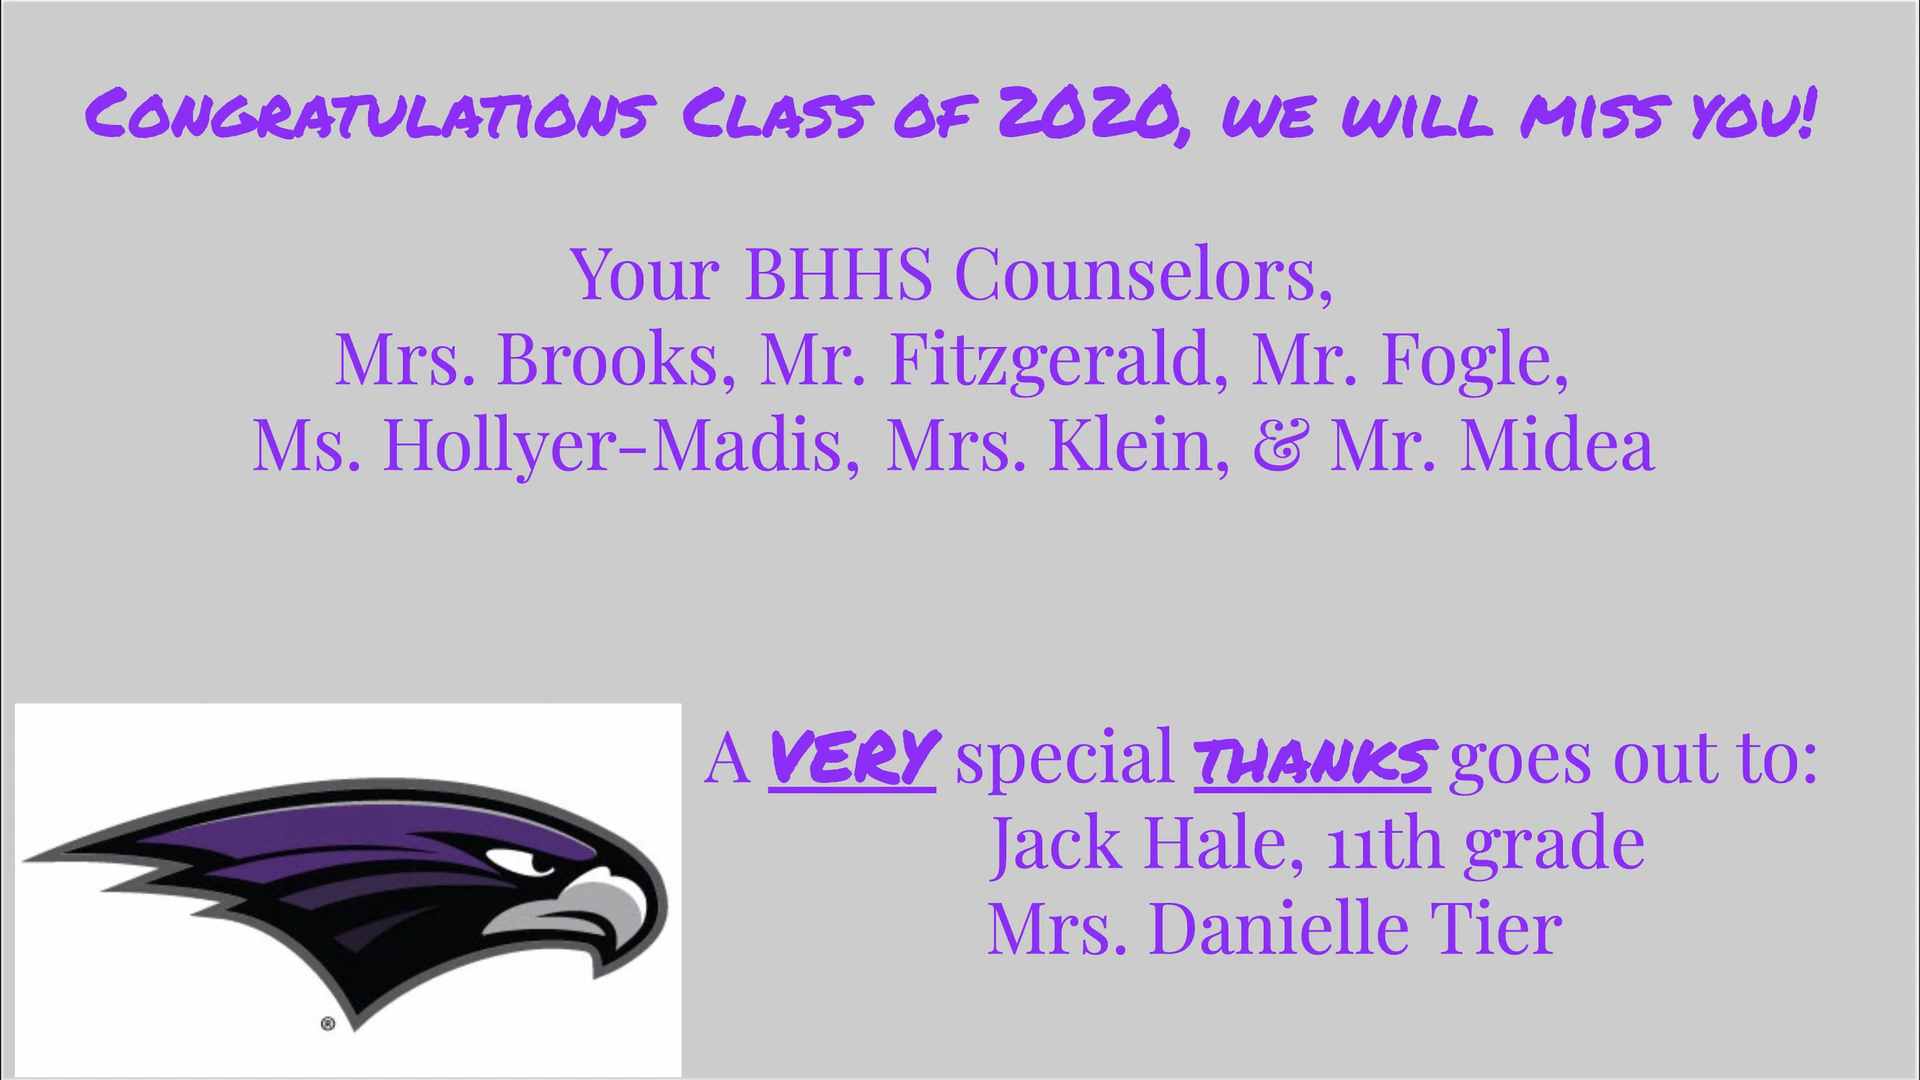 Congratulations Class of 2020, we will miss you!
Your BHHS Counselors,
Mrs. Brooks, Mr. Fitzgerald, Mr. Fogle,
Ms. Hollyer-Madis, Mrs. Klein, & Mr. Midea
A VERY special THANKS goes out to:
Jack Hale, 11th grade
Mrs. Danielle Tier
®